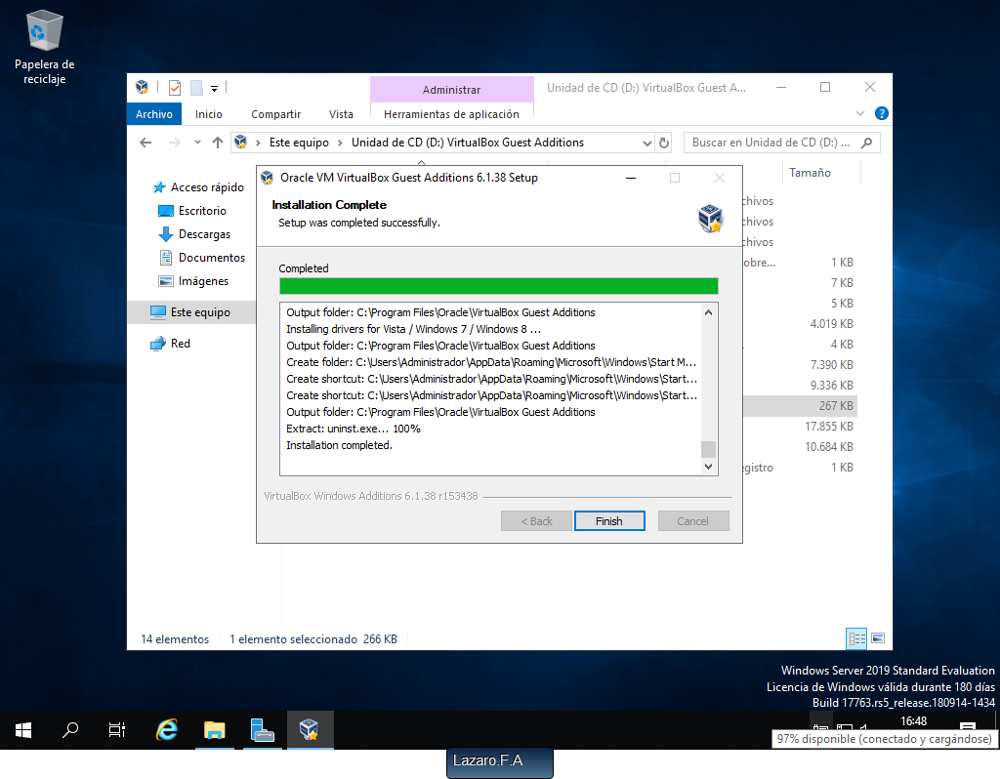 Papelera de
reciclaje
Administrar
Unidad de CD (D:) VirtualBox Guest A...
Archivo
Inicio
Compartir
Vista
Herramientas de aplicación
?
Este equipo
Unidad de CD (D:) VirtualBox Guest Additions
Buscar en Unidad de CD (D:) ...
Acceso rápido
Escritorio
Descargas
Documentos
Imágenes
Este equipo
Red
Tamaño
chivos
chivos
chivos
obre...
1 KB
7 KB
5 KB
4.019 KB
4 KB
7.390 KB
9.336 KB
267 KB
17.855 KB
10.684 KB
egistro
1 KB
Oracle VM VirtualBox Guest Additions 6.1.38 Setup
Installation Complete
Setup was completed successfully.
Completed
Output folder: C:\Program Files\Oracle\VirtualBox Guest Additions
Installing drivers for Vista / Windows 7 / Windows 8 ...
Output folder: C:\Program Files\Oracle\VirtualBox Guest Additions
Create folder: C:\Users\Administrador\AppData\Roaming\Microsoft\Windows\Start M...
Create shortcut: C:\Users\Administrador\AppData\Roaming\Microsoft\Windows\Start...
Create shortcut: C:\Users\Administrador\AppData\Roaming\Microsoft\Windows\Start...
Output folder: C:\Program Files\Oracle\VirtualBox Guest Additions
Extract: uninst.exe... 100%
Installation completed.
VirtualBox Windows Additions 6.1.38 r153438
< Back
Finish
Cancel
14 elementos
1 elemento seleccionado 266 KB
Windows Server 2019 Standard Evaluation
Licencia de Windows válida durante 180 días
Build 17763.rs5_release.180914-1434
16:48
97% disponible (conectado y cargándose)
Lazaro.F.A